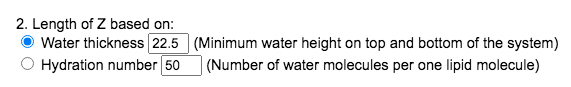 2. Length of Z based on:
Water thickness 22.5 (Minimum water height on top and bottom of the system)
Hydration number 50 (Number of water molecules per one lipid molecule)